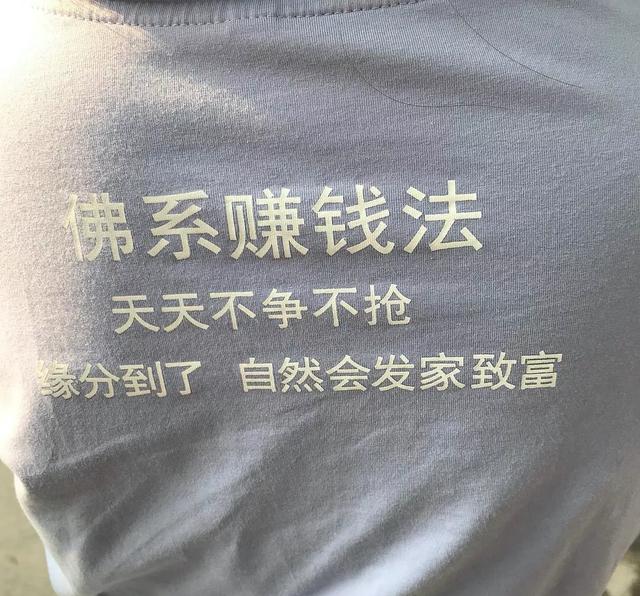 佛系赚钱法
天天不争不抢
缘分到了 自然会发家致富